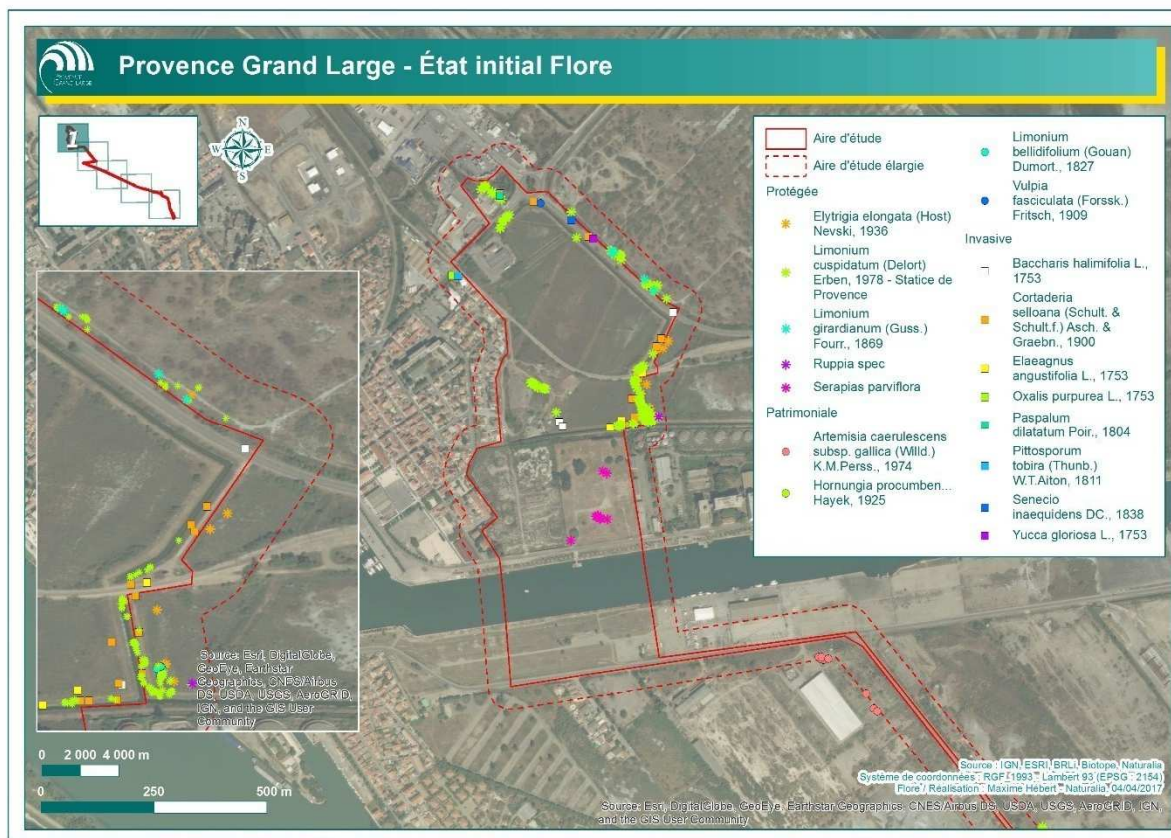 PROVENCE
GRAND LARGE
Provence Grand Large - État initial Flore
N
W E
S
Aire d'étude
Aire d'étude élargie
Protégée
Elytrigia elongata (Host)
Nevski, 1936
Limonium
cuspidatum (Delort)
Erben, 1978 - Statice de
Provence
Limonium
girardianum (Guss.)
Fourr., 1869
Ruppia spec
Serapias parviflora
Patrimoniale
Artemisia caerulescens
subsp. gallica (Willd.)
K.M.Perss., 1974
Hornungia procumben...
Hayek, 1925
Limonium
bellidifolium (Gouan)
Dumort., 1827
Vulpia
fasciculata (Forssk.)
Fritsch, 1909
Invasive
Baccharis halimifolia L.,
1753
Cortaderia
selloana (Schult. &
Schult.f.) Asch. &
Graebn., 1900
Elaeagnus
angustifolia L., 1753
Oxalis purpurea L., 1753
Paspalum
dilatatum Poir., 1804
Pittosporum
tobira (Thunb.)
W.T.Aiton, 1811
Senecio
inaequidens DC., 1838
Yucca gloriosa L., 1753
Source: Esri, DigitalGlobe,
GeoEye, Earthstar
Geographics, CNES/Airbus
DS, USDA, USGS, AeroGRID,
IGN, and the GIS User
Community
0 2 000 4 000 m
0 250 500 m
Source : IGN, ESRI, BRLi, Biotope, Naturalia
Système de coordonnées : RGF 1993 - Lambert 93 (EPSG : 2154)
Flore / Réalisation : Maxime Hébert - Naturalia, 04/04/2017
Source: Esri, DigitalGlobe, GeoEye, Earthstar Geographics, CNES/Airbus DS, USDA, USGS, AeroGRID, IGN,
and the GIS User Community